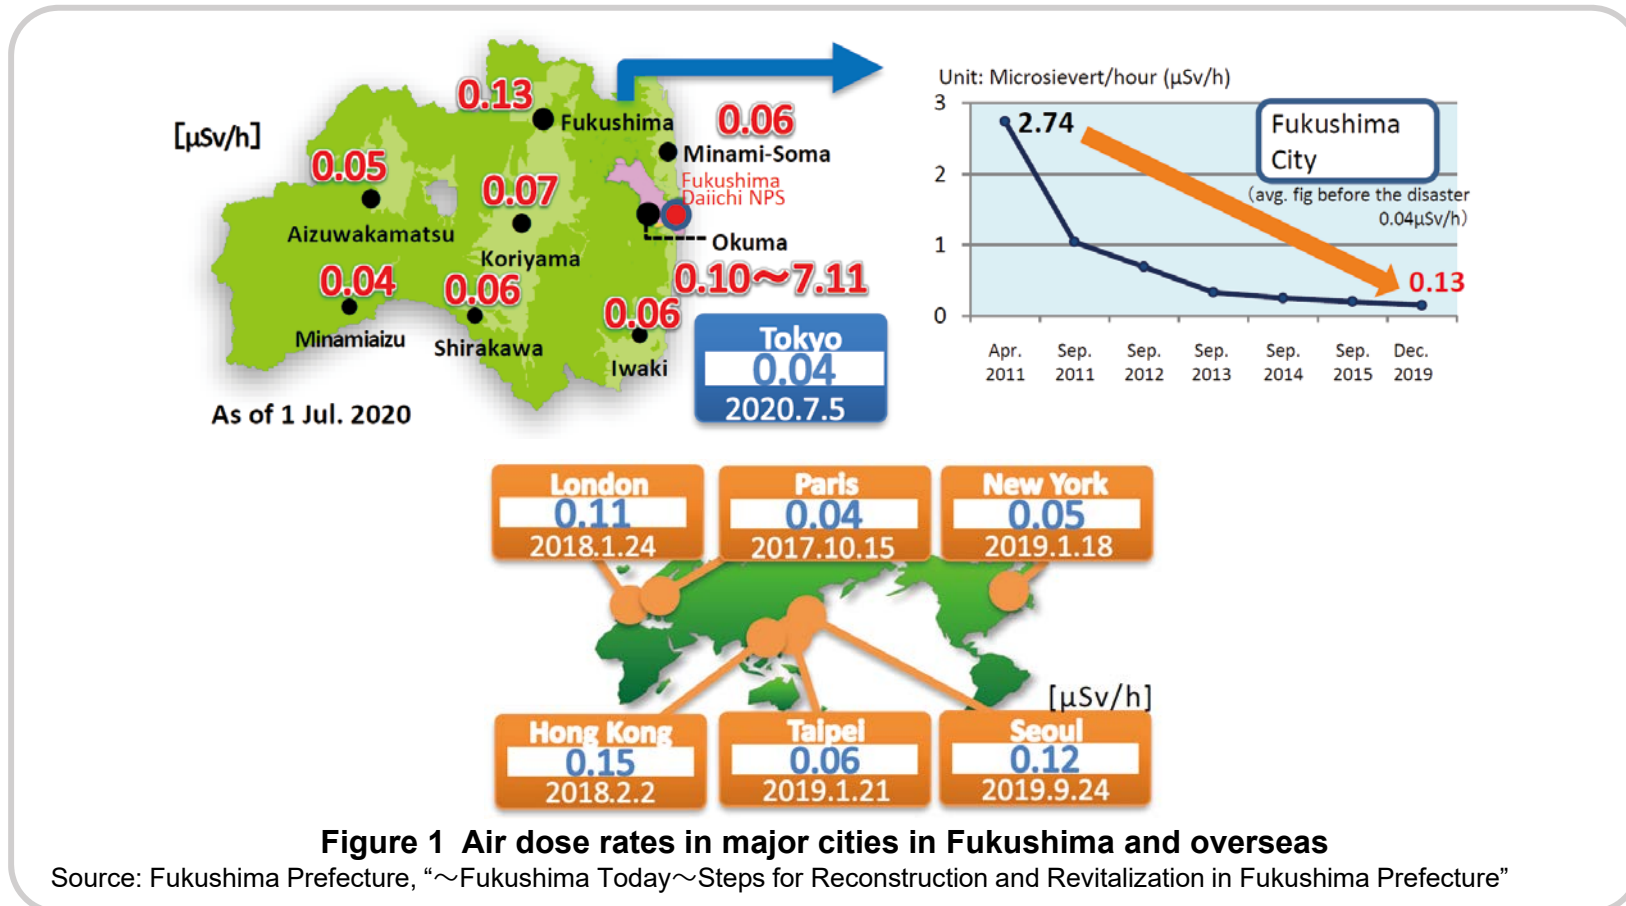 [μSv/h]
0.13
Fukushima
0.06
Minami-Soma
0.05
Aizuwakamatsu
0.07
Koriyama
Fukushima
Daiichi NPS
Okuma
0.10～7.11
0.04
Minamiaizu
0.06
Shirakawa
0.06
Iwaki
As of 1 Jul. 2020
Tokyo
0.04
2020.7.5
Unit: Microsievert/hour (μSv/h)
3
2
1
0
2.74
Fukushima
City
(avg. fig before the disaster
0.04μSv/h)
0.13
Apr. 2011
Sep. 2011
Sep. 2012
Sep. 2013
Sep. 2014
Sep. 2015
Dec. 2019
London
0.11
2018.1.24
Paris
0.04
2017.10.15
New York
0.05
2019.1.18
[μSv/h]
Hong Kong
0.15
2018.2.2
Taipei
0.06
2019.1.21
Seoul
0.12
2019.9.24
Figure 1 Air dose rates in major cities in Fukushima and overseas
Source: Fukushima Prefecture, “～Fukushima Today～Steps for Reconstruction and Revitalization in Fukushima Prefecture”